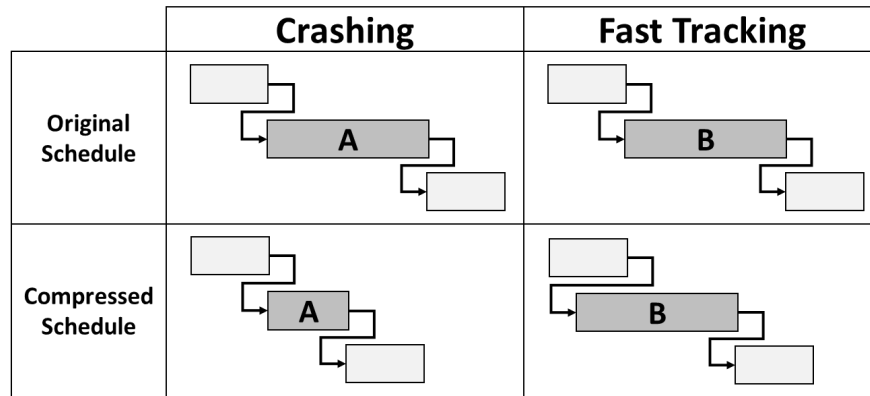 Crashing
Fast Tracking
Original
Schedule
A
B
Compressed
Schedule
A
B